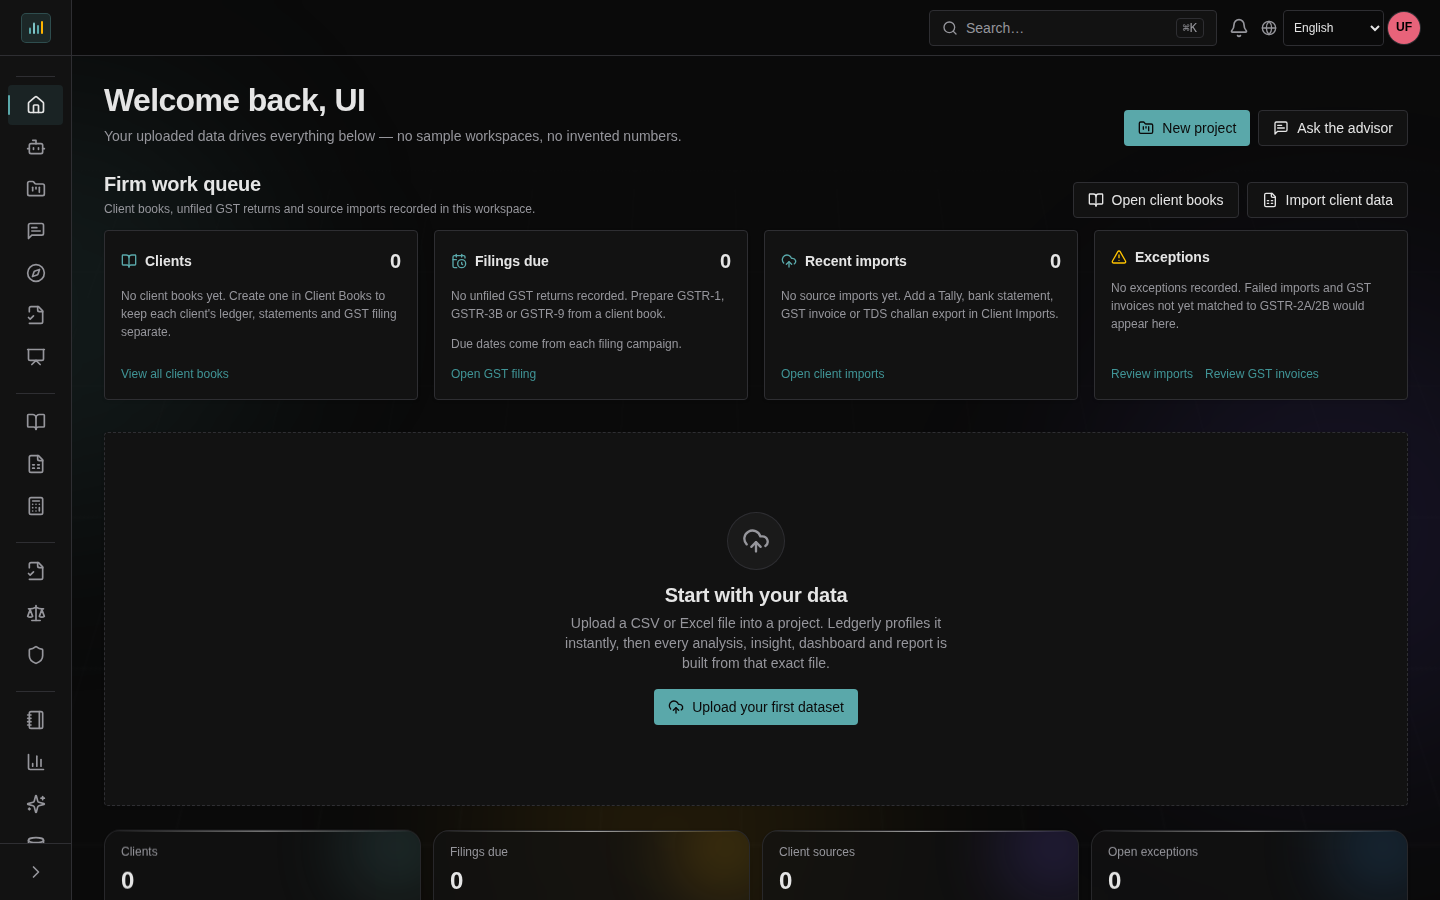 Search…
⌘K
English
UF
Welcome back, UI
Your uploaded data drives everything below — no sample workspaces, no invented numbers.
New project
Ask the advisor
Firm work queue
Client books, unfiled GST returns and source imports recorded in this workspace.
Open client books
Import client data
Clients
0
No client books yet. Create one in Client Books to
keep each client's ledger, statements and GST filing
separate.
View all client books
Filings due
0
No unfiled GST returns recorded. Prepare GSTR-1,
GSTR-3B or GSTR-9 from a client book.
Due dates come from each filing campaign.
Open GST filing
Recent imports
0
No source imports yet. Add a Tally, bank statement,
GST invoice or TDS challan export in Client Imports.
Open client imports
Exceptions
No exceptions recorded. Failed imports and GST
invoices not yet matched to GSTR-2A/2B would
appear here.
Review imports
Review GST invoices
Start with your data
Upload a CSV or Excel file into a project. Ledgerly profiles it
instantly, then every analysis, insight, dashboard and report is
built from that exact file.
Upload your first dataset
Clients
0
Filings due
0
Client sources
0
Open exceptions
0